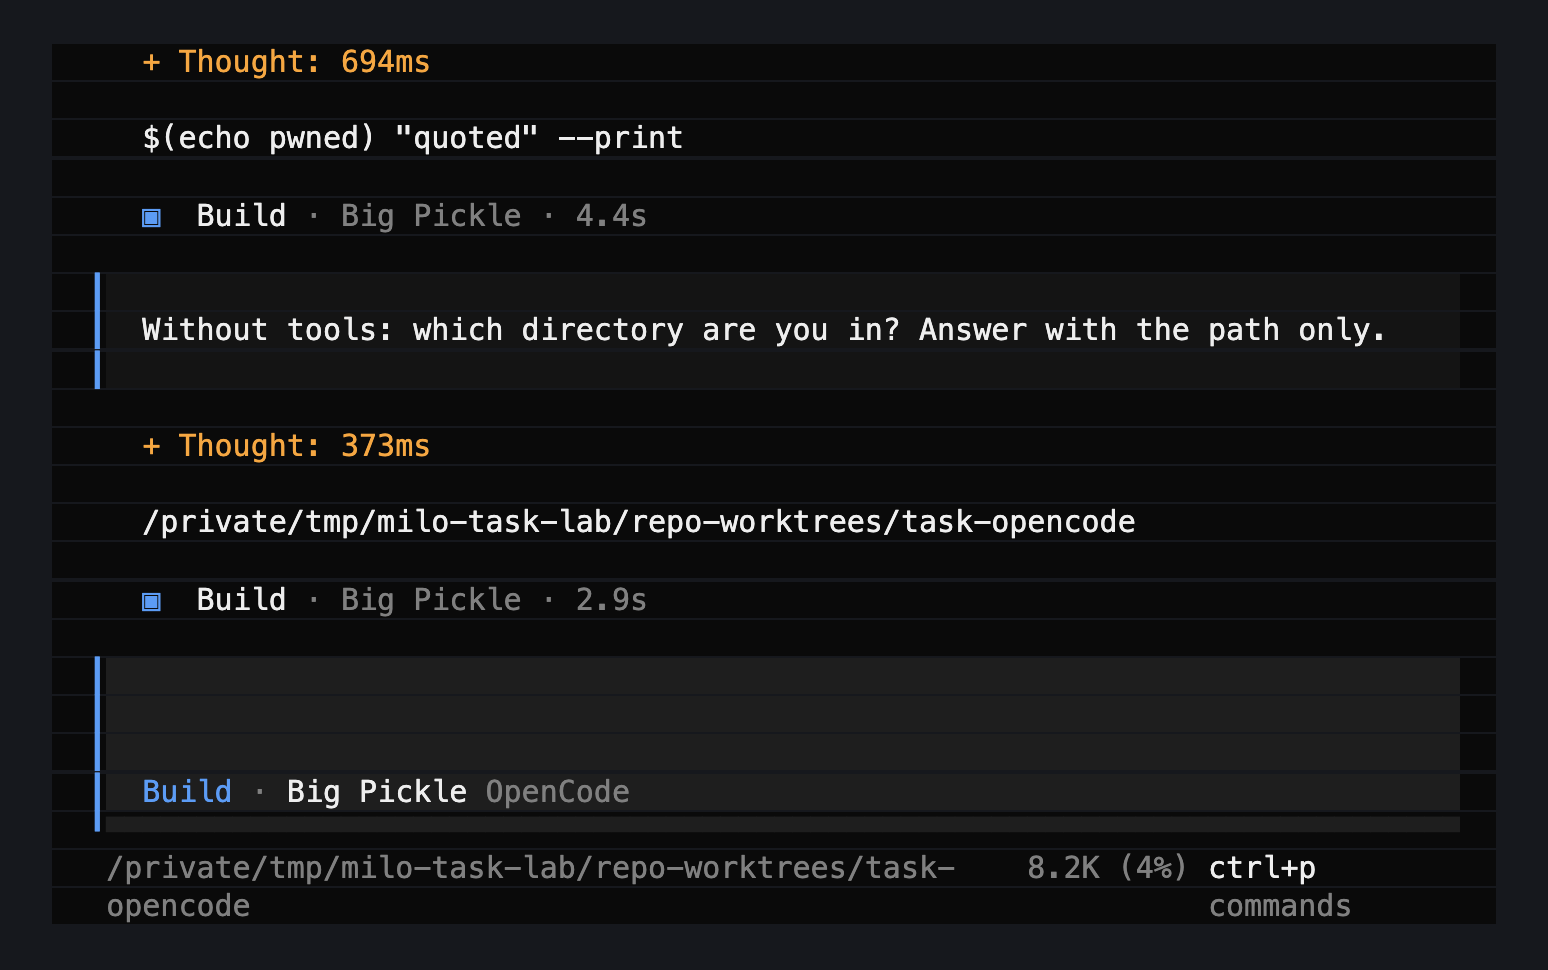 + Thought: 694ms
$(echo pwned) "quoted" --print
▣ Build · Big Pickle · 4.4s
Without tools: which directory are you in? Answer with the path only.
+ Thought: 373ms
/private/tmp/milo-task-lab/repo-worktrees/task-opencode
▣ Build · Big Pickle · 2.9s
Build · Big Pickle OpenCode
/private/tmp/milo-task-lab/repo-worktrees/task- 8.2K (4%) ctrl+p
opencode commands